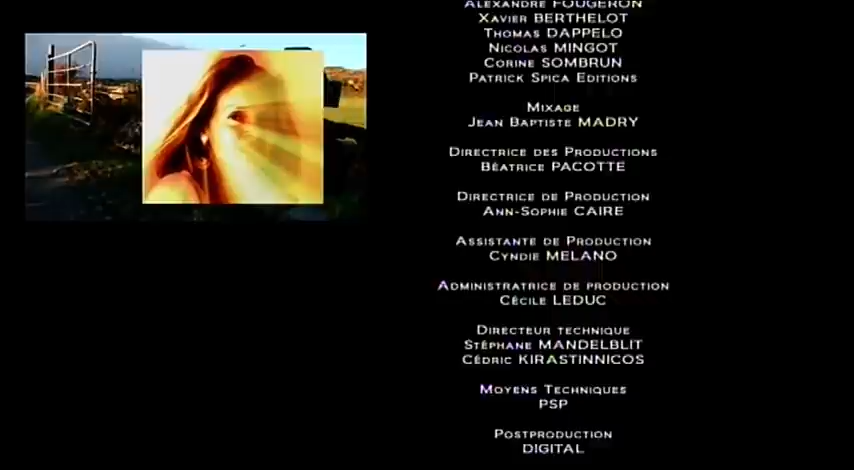 Alexandre FOUGERON
Xavier BERTHELOT
Thomas DAPPELO
Nicolas MINGOT
Corine SOMBRUN
Patrick Spica Editions
Mixage
Jean Baptiste MADRY
Directrice des Productions
Béatrice PACOTTE
Directrice de Production
Ann-Sophie CAIRE
Assistante de Production
Cyndie MELANO
Administratrice de production
Cécile LEDUC
Directeur technique
Stéphane MANDELBLIT
Cédric KIRASTINNICOS
Moyens Techniques
PSP
Postproduction
DIGITAL